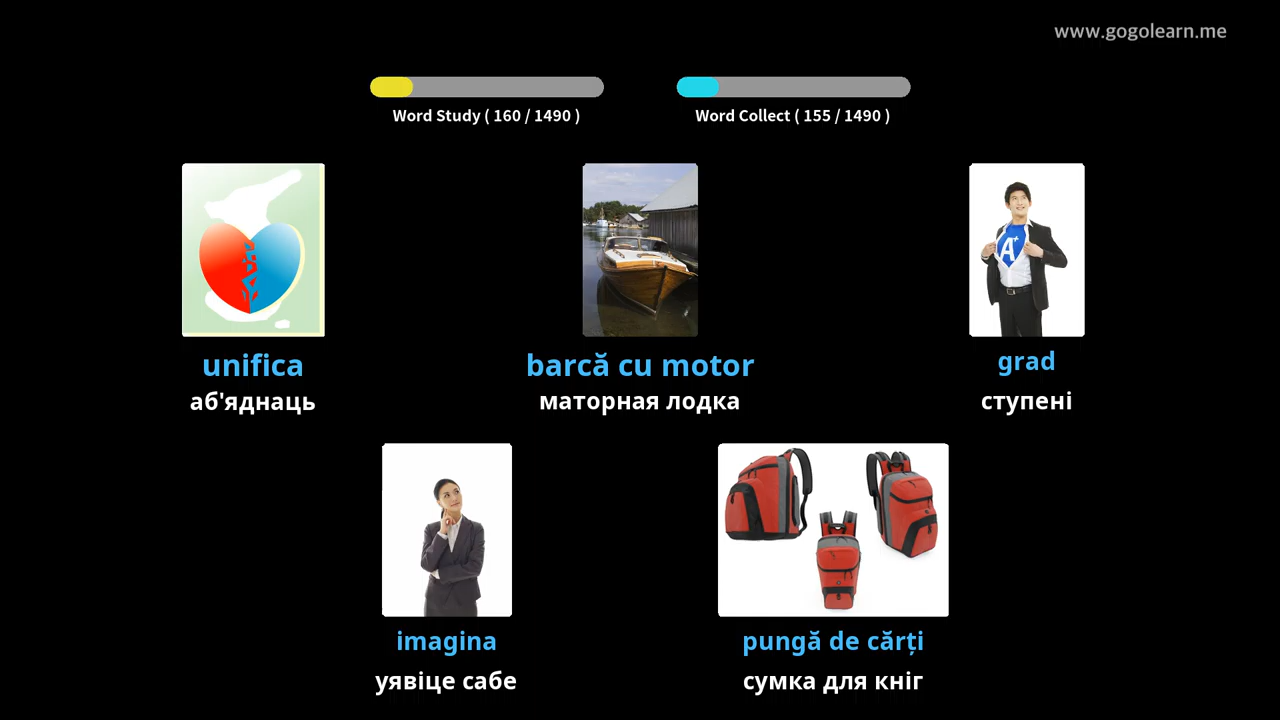 www.gogolearn.me
Word Study ( 160 / 1490 )
Word Collect ( 155 / 1490 )
A+
unifica
barcă cu motor
grad
аб'яднаць
маторная лодка
ступені
imagina
pungă de cărți
уявіце сабе
сумка для кніг